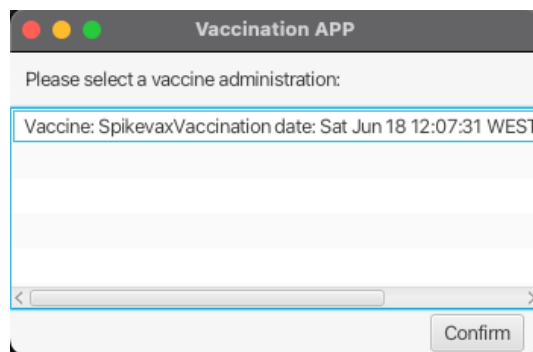 Vaccination APP
Please select a vaccine administration:
Vaccine: SpikevaxVaccination date: Sat Jun 18 12:07:31 WEST
Confirm